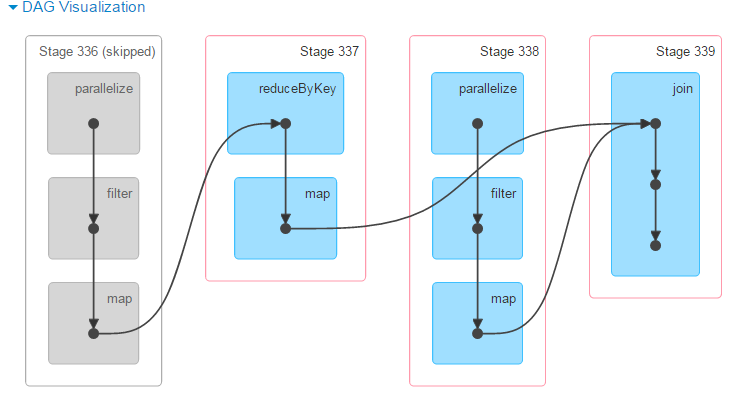 DAG Visualization
Stage 336 (skipped)
parallelize
filter
map
Stage 337
reduceByKey
map
Stage 338
parallelize
filter
map
Stage 339
join